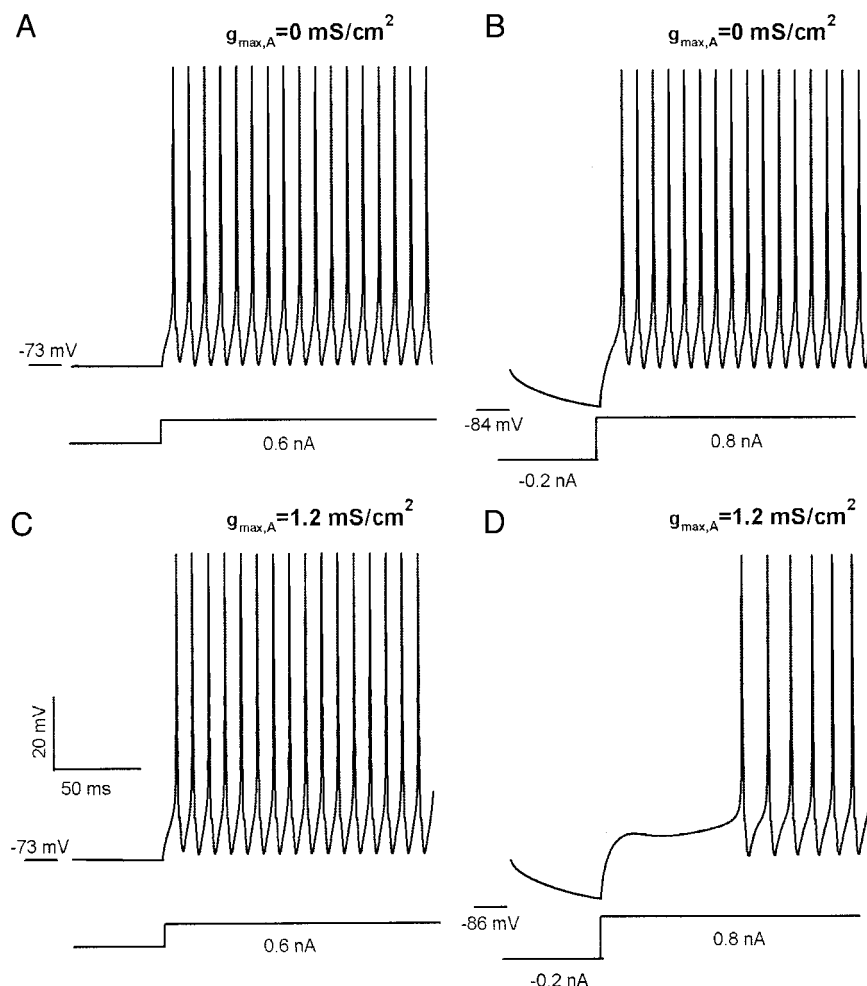 A
g_max,A=0 mS/cm²
-73 mV
0.6 nA
B
g_max,A=0 mS/cm²
-84 mV
0.8 nA
-0.2 nA
C
g_max,A=1.2 mS/cm²
20 mV
50 ms
-73 mV
0.6 nA
D
g_max,A=1.2 mS/cm²
-86 mV
0.8 nA
-0.2 nA